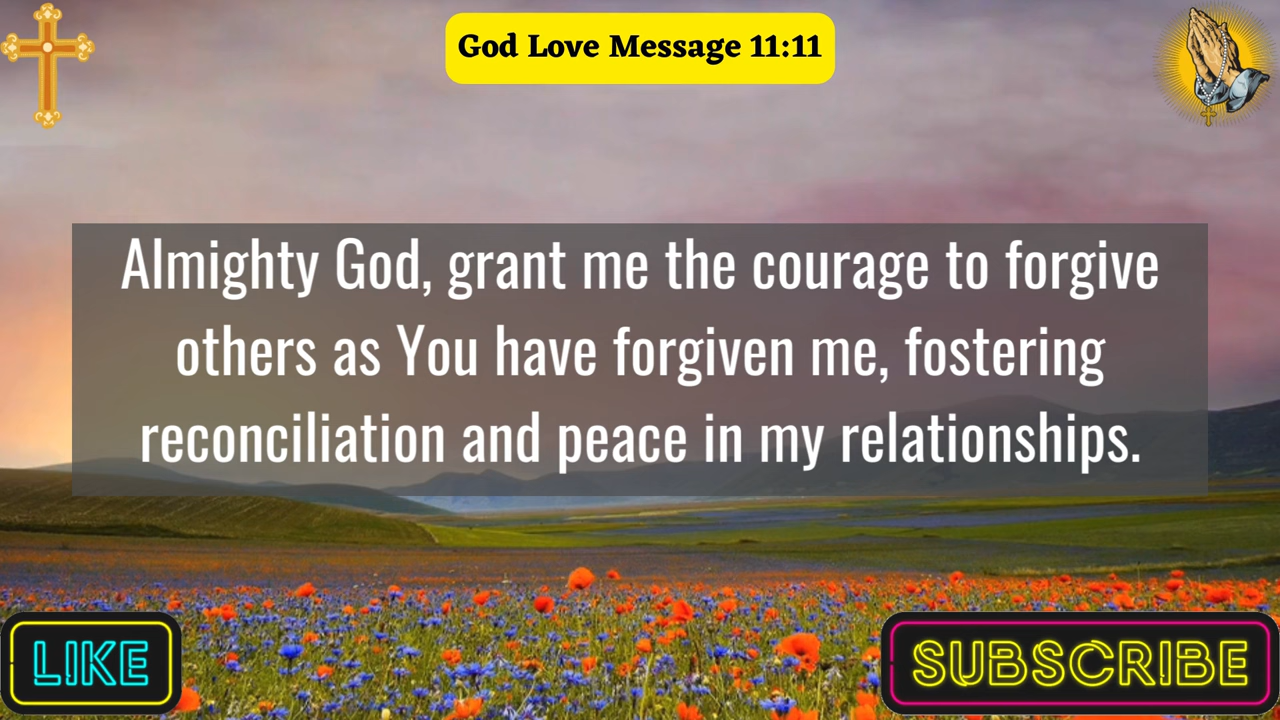 God Love Message 11:11
Almighty God, grant me the courage to forgive
others as You have forgiven me, fostering
reconciliation and peace in my relationships.
LIKE
SUBSCRIBE